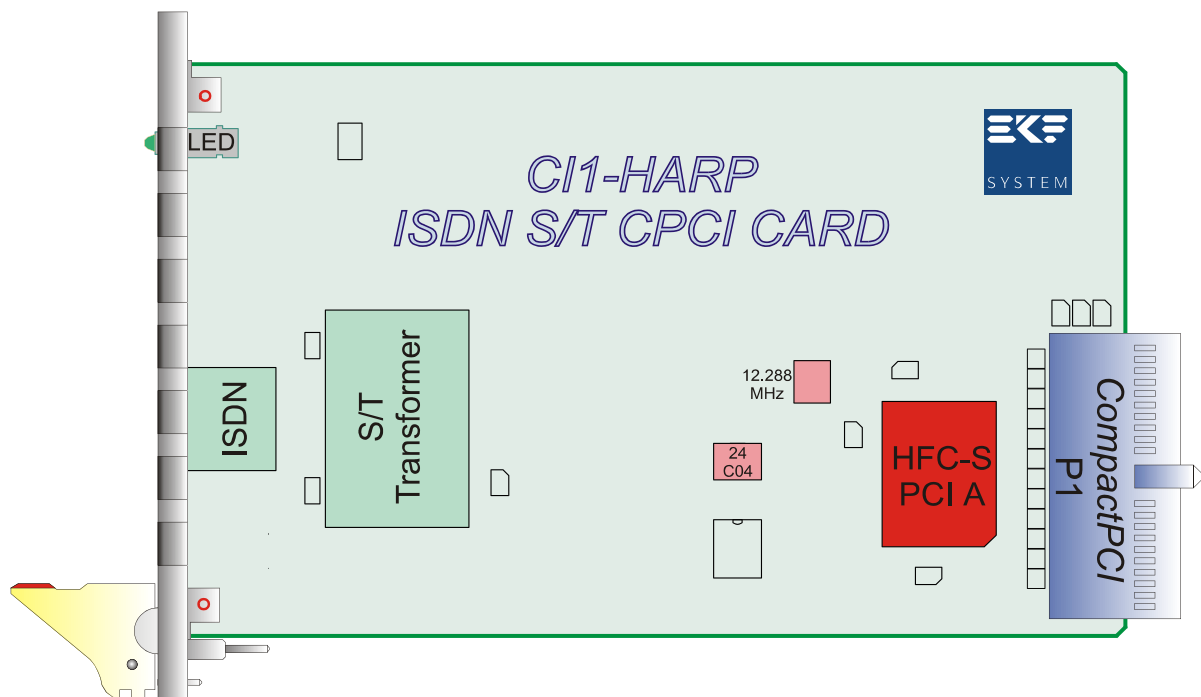 LED
CI1-HARP
ISDN S/T CPCI CARD
EKF
SYSTEM
ISDN
S/T
Transformer
12.288
MHz
24
C04
HFC-S
PCI A
CompactPCI
P1